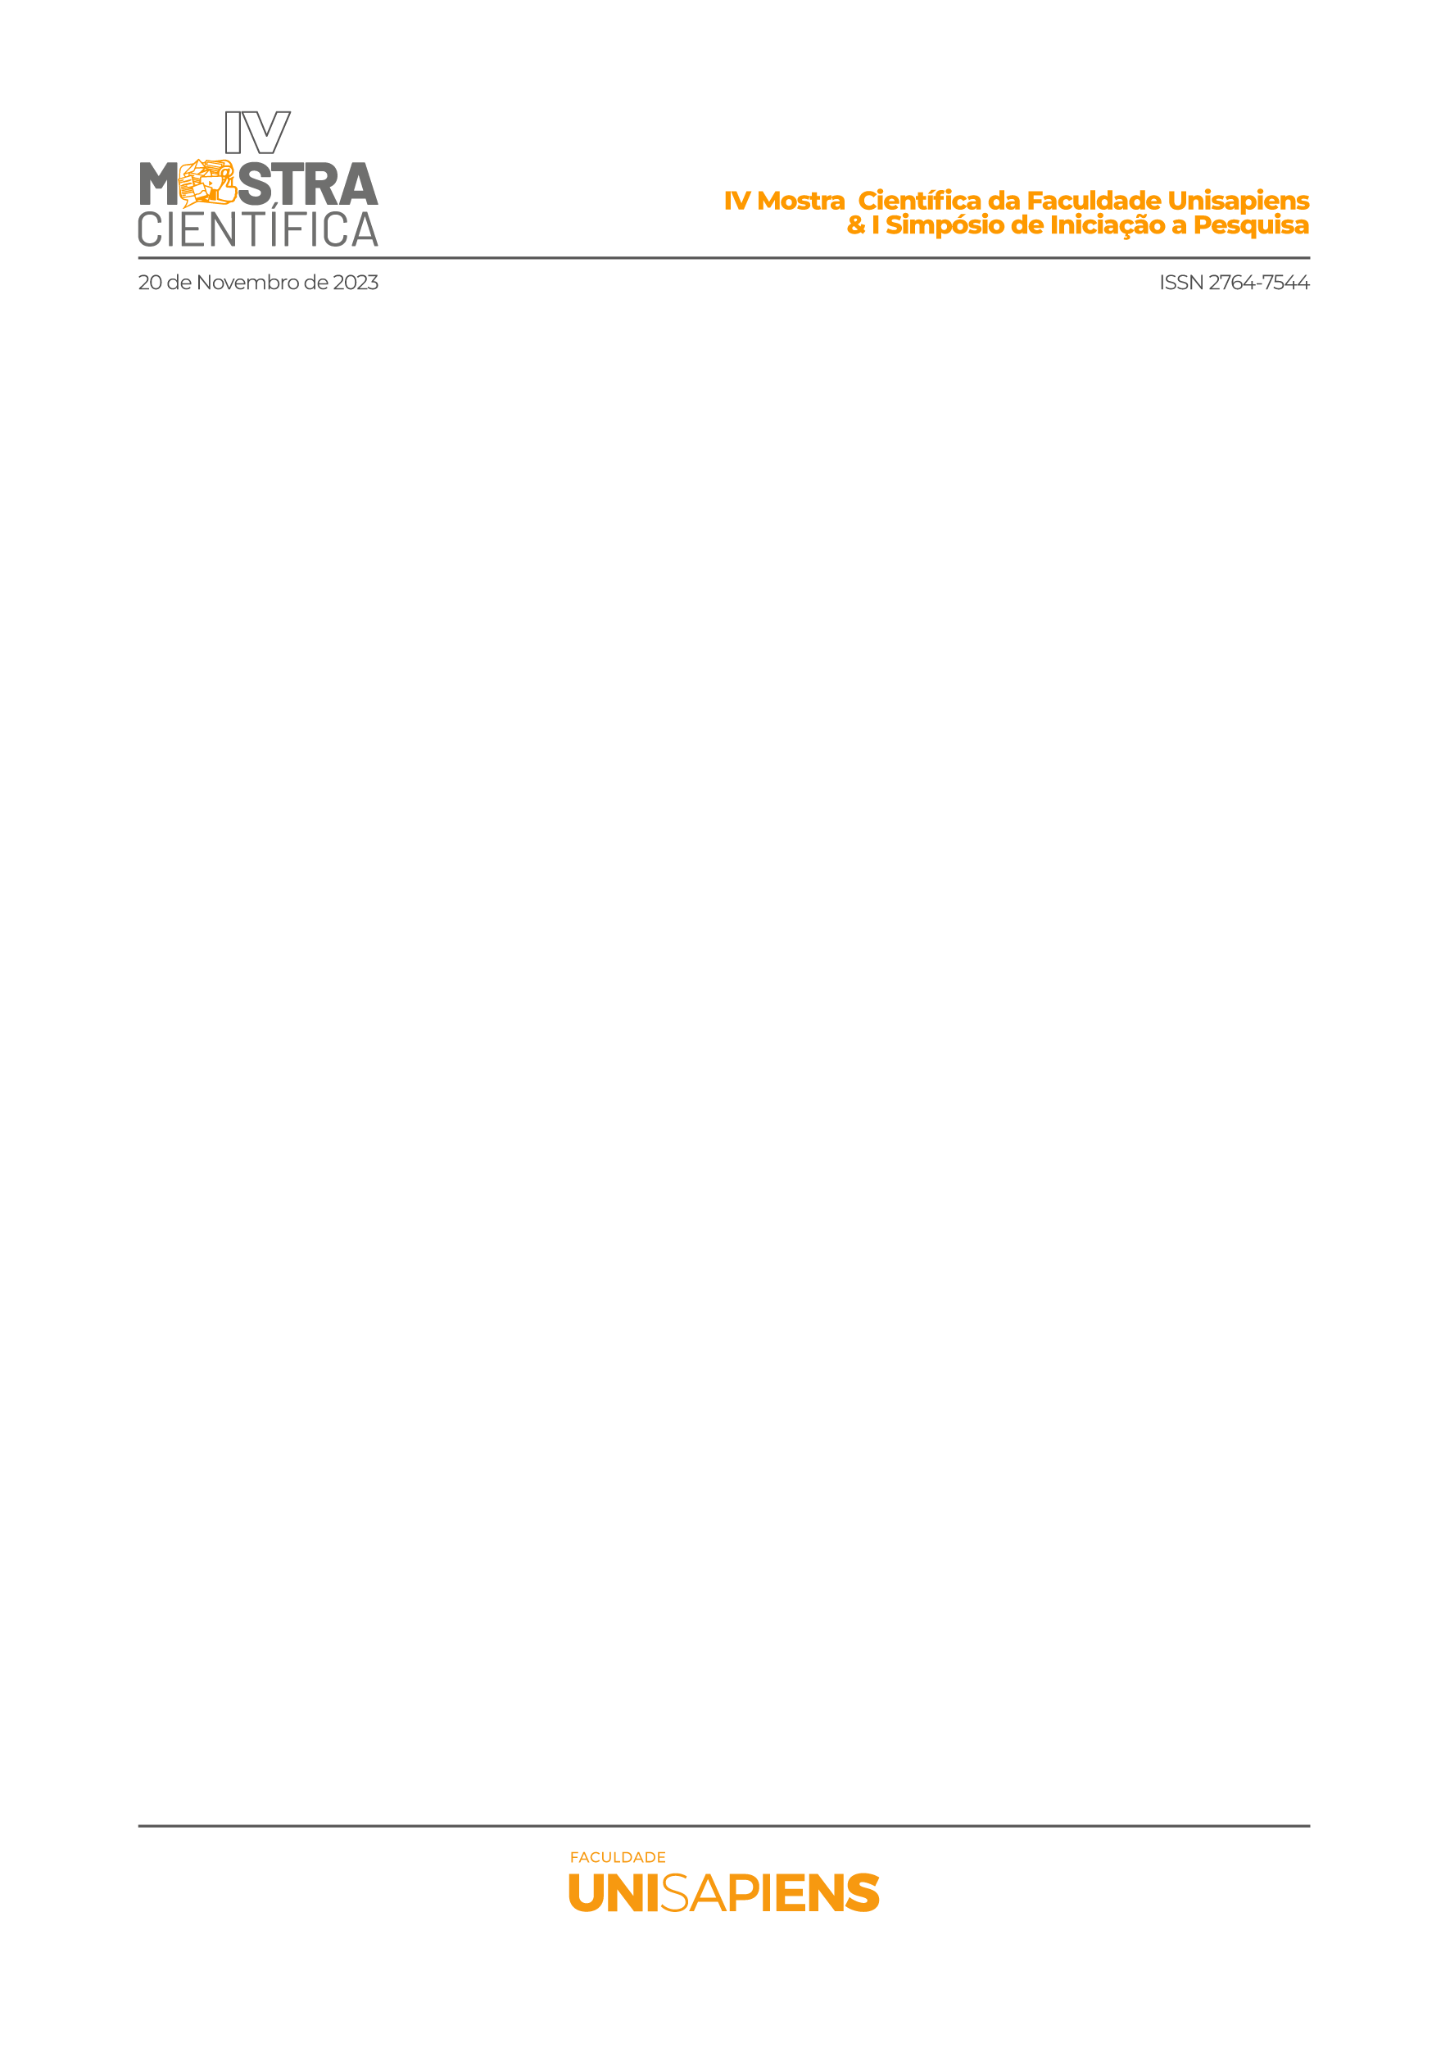 IV
MOSTRA
CIENTÍFICA
IV Mostra  Científica da Faculdade Unisapiens
& I Simpósio de Iniciação a Pesquisa
20 de Novembro de 2023
ISSN 2764-7544
FACULDADE
UNISAPIENS